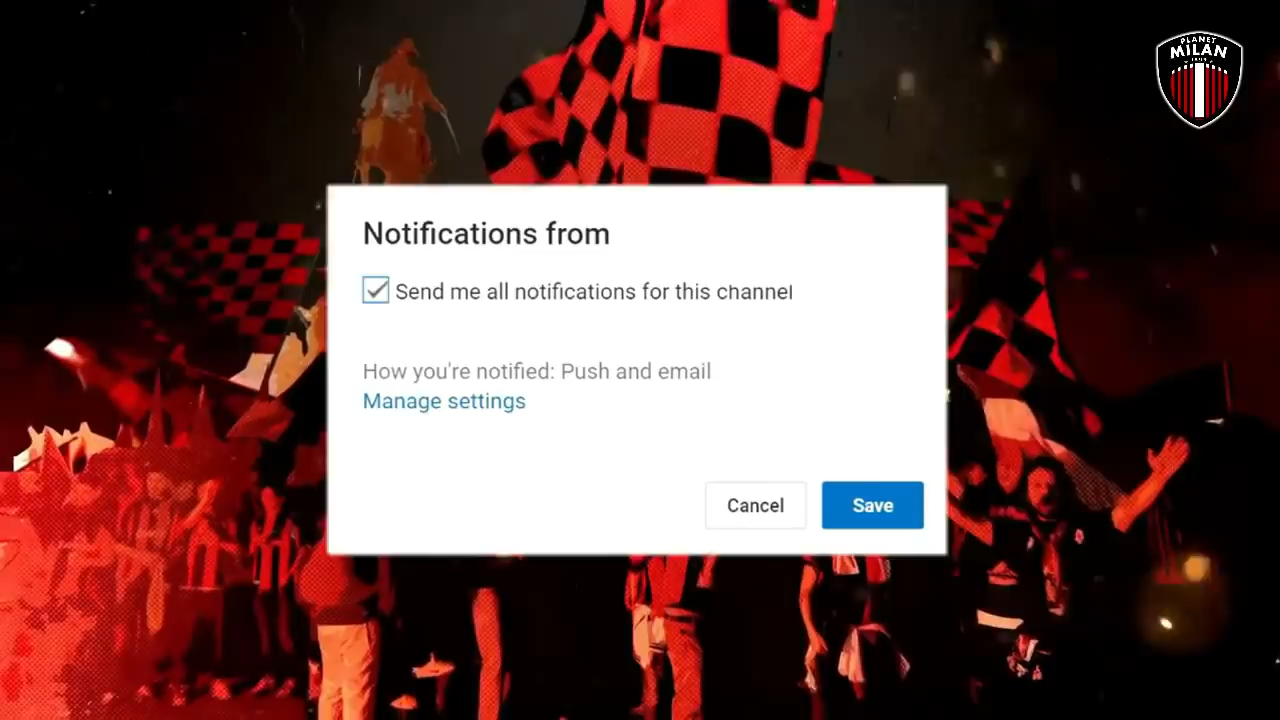 PLANET
MILAN
Notifications from
Send me all notifications for this channel
How you're notified: Push and email
Manage settings
Cancel
Save